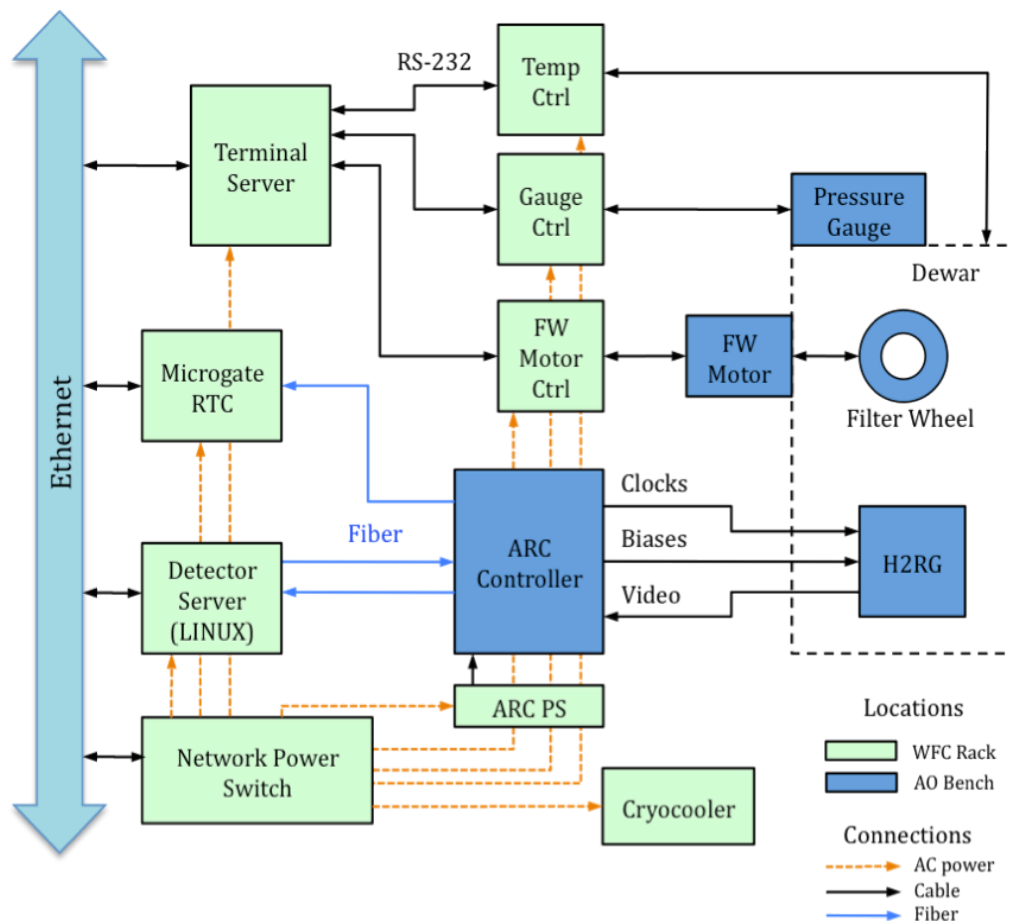 RS-232
Temp
Ctrl
Terminal
Server
Gauge
Ctrl
Pressure
Gauge
Dewar
FW
Motor
Ctrl
FW
Motor
Filter Wheel
Microgate
RTC
Ethernet
Clocks
Fiber
Biases
ARC
Controller
H2RG
Detector
Server
(LINUX)
Video
ARC PS
Network Power
Switch
Cryocooler
Locations
WFC Rack
AO Bench
Connections
AC power
Cable
Fiber